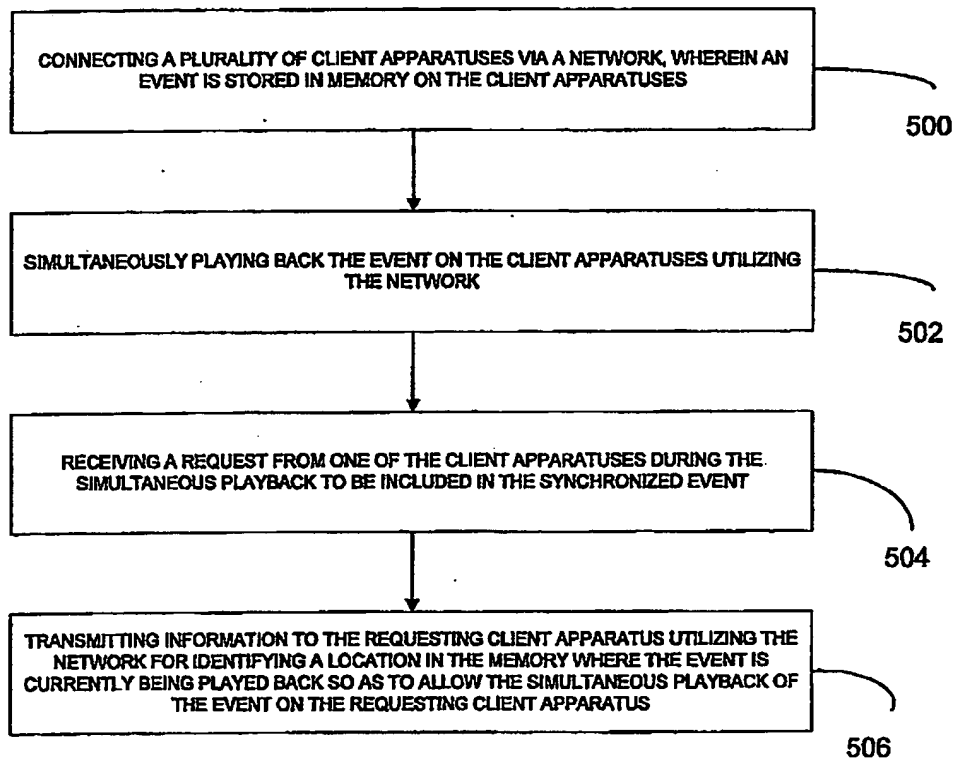 CONNECTING A PLURALITY OF CLIENT APPARATUSES VIA A NETWORK, WHEREIN AN
EVENT IS STORED IN MEMORY ON THE CLIENT APPARATUSES
500
SIMULTANEOUSLY PLAYING BACK THE EVENT ON THE CLIENT APPARATUSES UTILIZING
THE NETWORK
502
RECEIVING A REQUEST FROM ONE OF THE CLIENT APPARATUSES DURING THE
SIMULTANEOUS PLAYBACK TO BE INCLUDED IN THE SYNCHRONIZED EVENT
504
TRANSMITTING INFORMATION TO THE REQUESTING CLIENT APPARATUS UTILIZING THE
NETWORK FOR IDENTIFYING A LOCATION IN THE MEMORY WHERE THE EVENT IS
CURRENTLY BEING PLAYED BACK SO AS TO ALLOW THE SIMULTANEOUS PLAYBACK OF
THE EVENT ON THE REQUESTING CLIENT APPARATUS
506